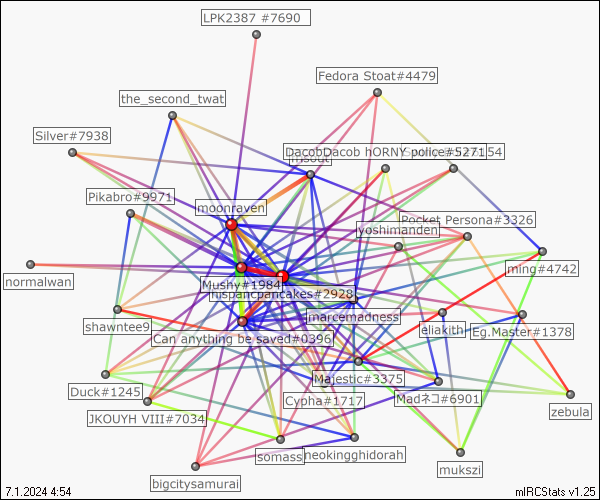 LPK2387 #7690
Fedora Stoat#4479
the_second_twat
Silver#7938
DacobDacob hORNY police#5271
msout
Pikabro#9971
moonraven
Pocket Persona#3326
yoshimanden
normalwan
ming#4742
Mushy#1984
hispancpancakes#2928
jmarcemadness
shawntee9
eliakith
Eg.Master#1378
Can anything be saved#0396
Majestic#3375
Duck#1245
Cypha#1717
Madネコ#6901
JKOUYH VIII#7034
zebula
somass
neokingghidorah
mukszi
bigcitysamurai
7.1.2024 4:54
mIRCStats v1.25